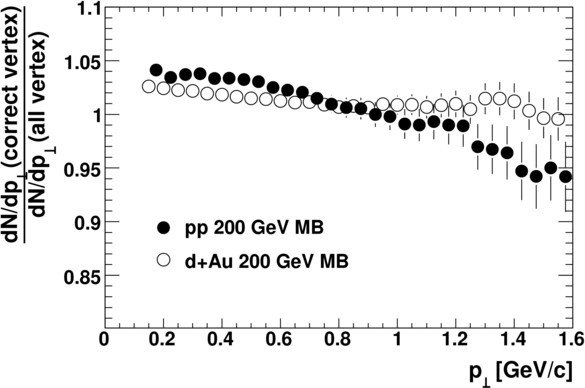 dN/dp⊥(correct vertex)
dN/dp⊥(all vertex)
1.1
1.05
1
0.95
0.9
0.85
pp 200 GeV MB
d+Au 200 GeV MB
0 0.2 0.4 0.6 0.8 1 1.2 1.4 1.6
p⊥ [GeV/c]